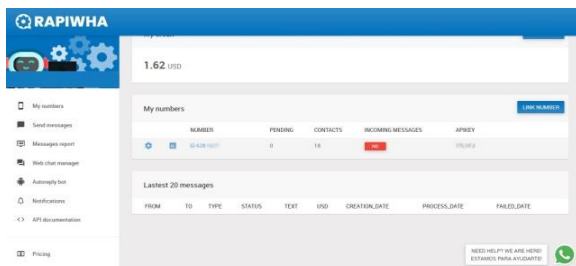 RAPIWHA
1.62 USD
My numbers
LINK NUMBER
NUMBER PENDING CONTACTS INCOMING MESSAGES APIKEY
0 NO
Lastest 20 messages
FROM TO TYPE STATUS TEXT USD CREATION_DATE PROCESS_DATE FAILED_DATE
My numbers
Send messages
Messages report
Web chat manager
Autoreply bot
Notifications
API documentation
Pricing
NEED HELP? WE ARE HERE!
ESTAMOS PARA AYUDARTE!